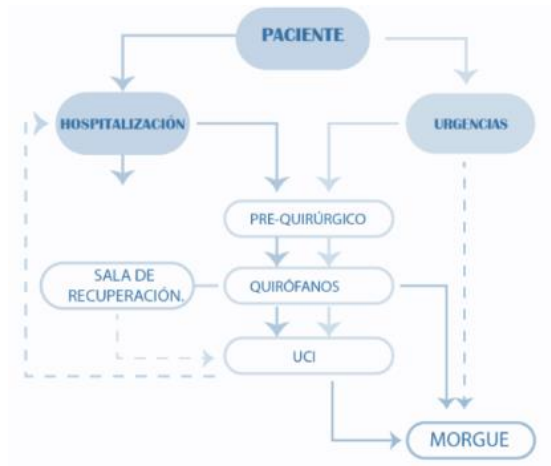 PACIENTE
HOSPITALIZACIÓN
URGENCIAS
PRE-QUIRÚRGICO
SALA DE
RECUPERACIÓN.
QUIRÓFANOS
UCI
MORGUE